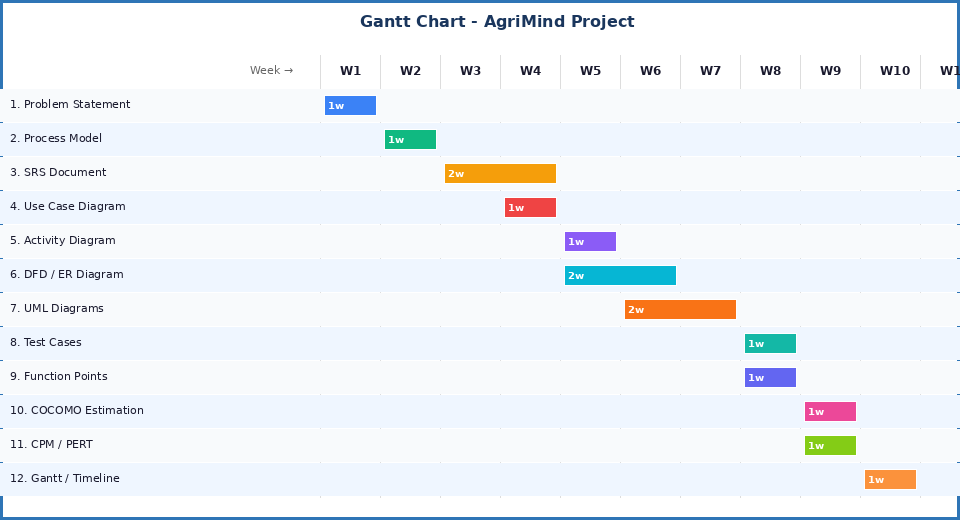 Gantt Chart - AgriMind Project
Week → W1 W2 W3 W4 W5 W6 W7 W8 W9 W10
1. Problem Statement 1w
2. Process Model 1w
3. SRS Document 2w
4. Use Case Diagram 1w
5. Activity Diagram 1w
6. DFD / ER Diagram 2w
7. UML Diagrams 2w
8. Test Cases 1w
9. Function Points 1w
10. COCOMO Estimation 1w
11. CPM / PERT 1w
12. Gantt / Timeline 1w